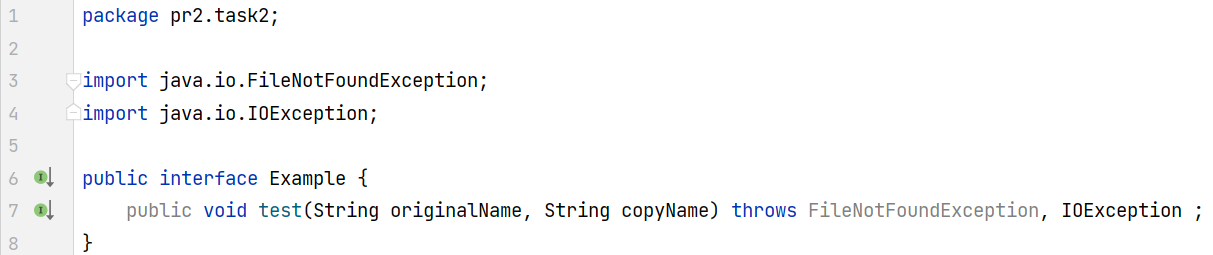 1 package pr2.task2;
2
3 import java.io.FileNotFoundException;
4 import java.io.IOException;
5
6 public interface Example {
7 public void test(String originalName, String copyName) throws FileNotFoundException, IOException ;
8 }